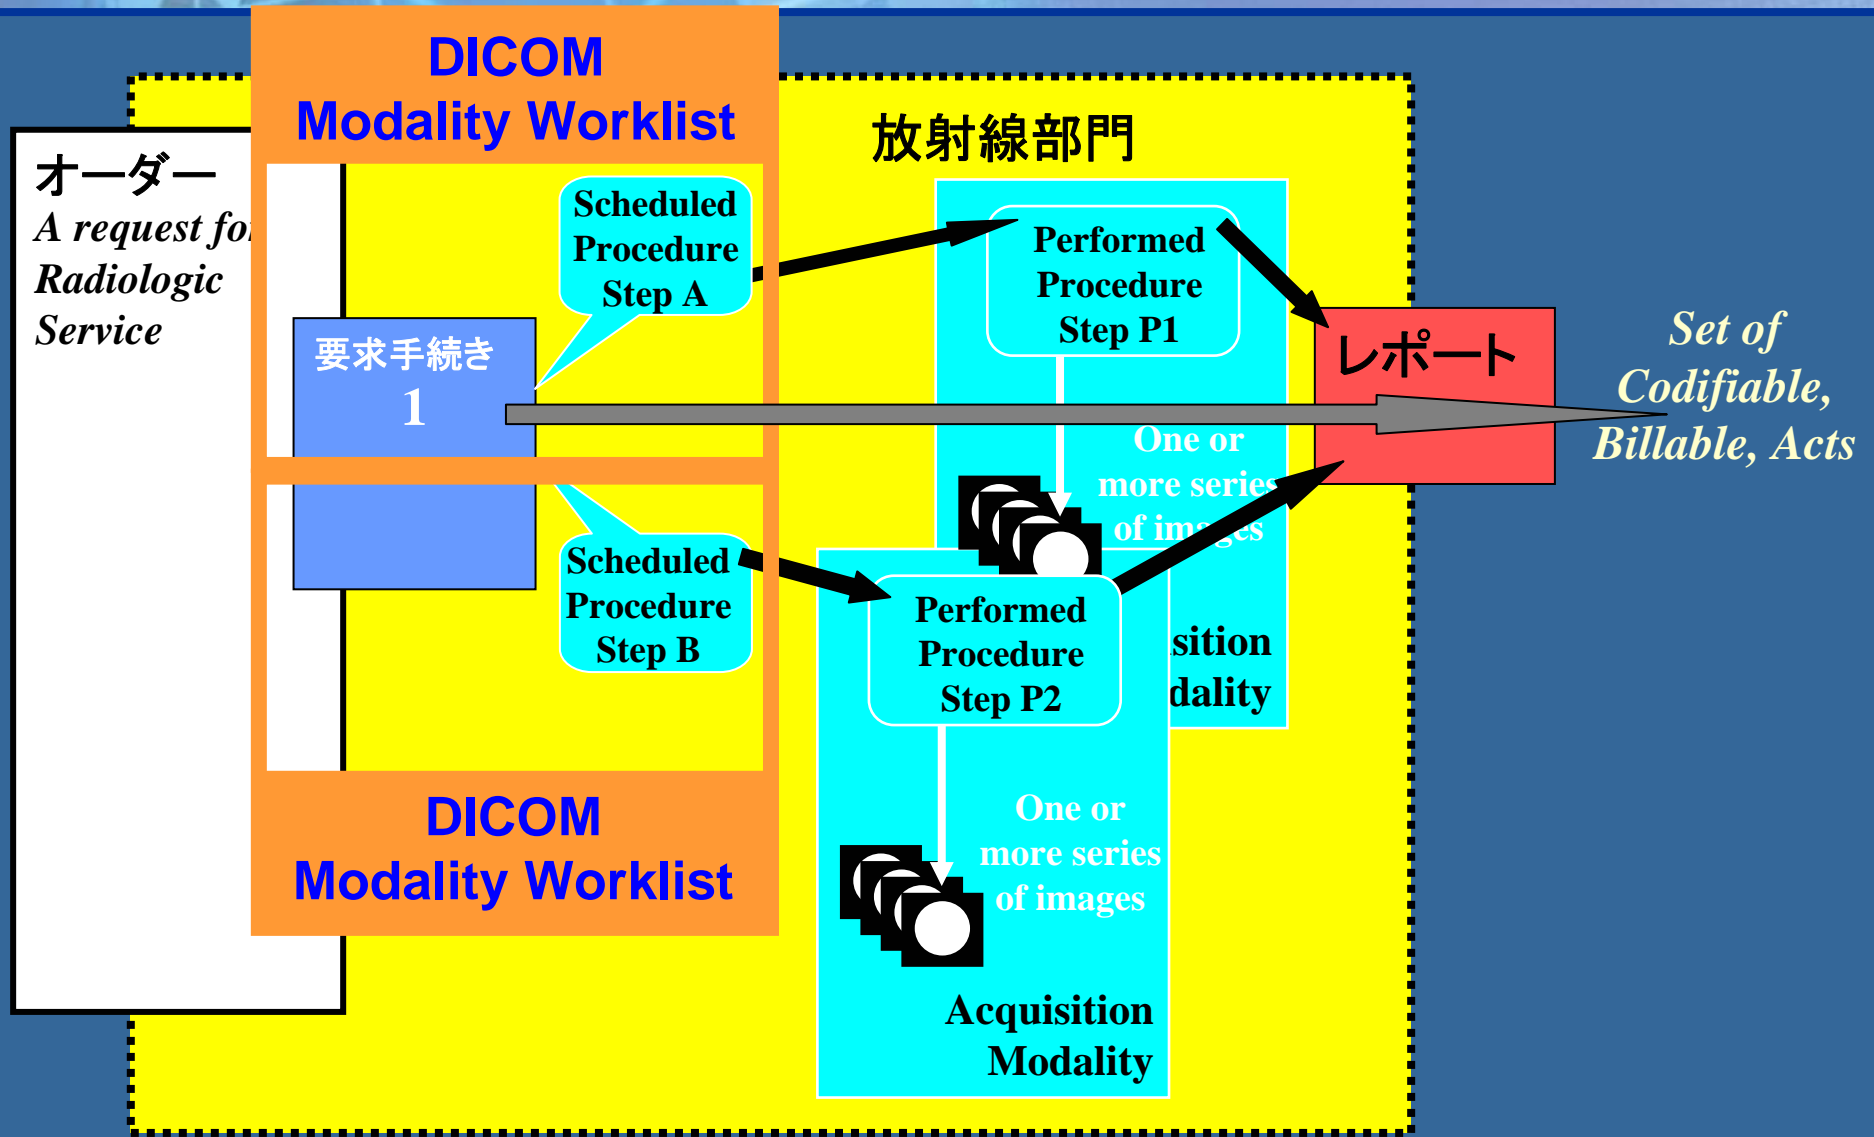 DICOM
Modality Worklist
放射線部門
オーダー
A request for
Radiologic
Service
Scheduled
Procedure
Step A
要求手続き
1
Performed
Procedure
Step P1
レポート
Set of
Codifiable,
Billable, Acts
One or
more series
of images
Scheduled
Procedure
Step B
Performed
Procedure
Step P2
sition
dality
One or
more series
of images
DICOM
Modality Worklist
Acquisition
Modality